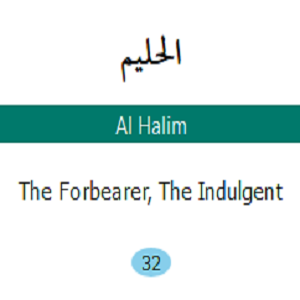 الحليم
Al Halim
The Forbearer, The Indulgent
32